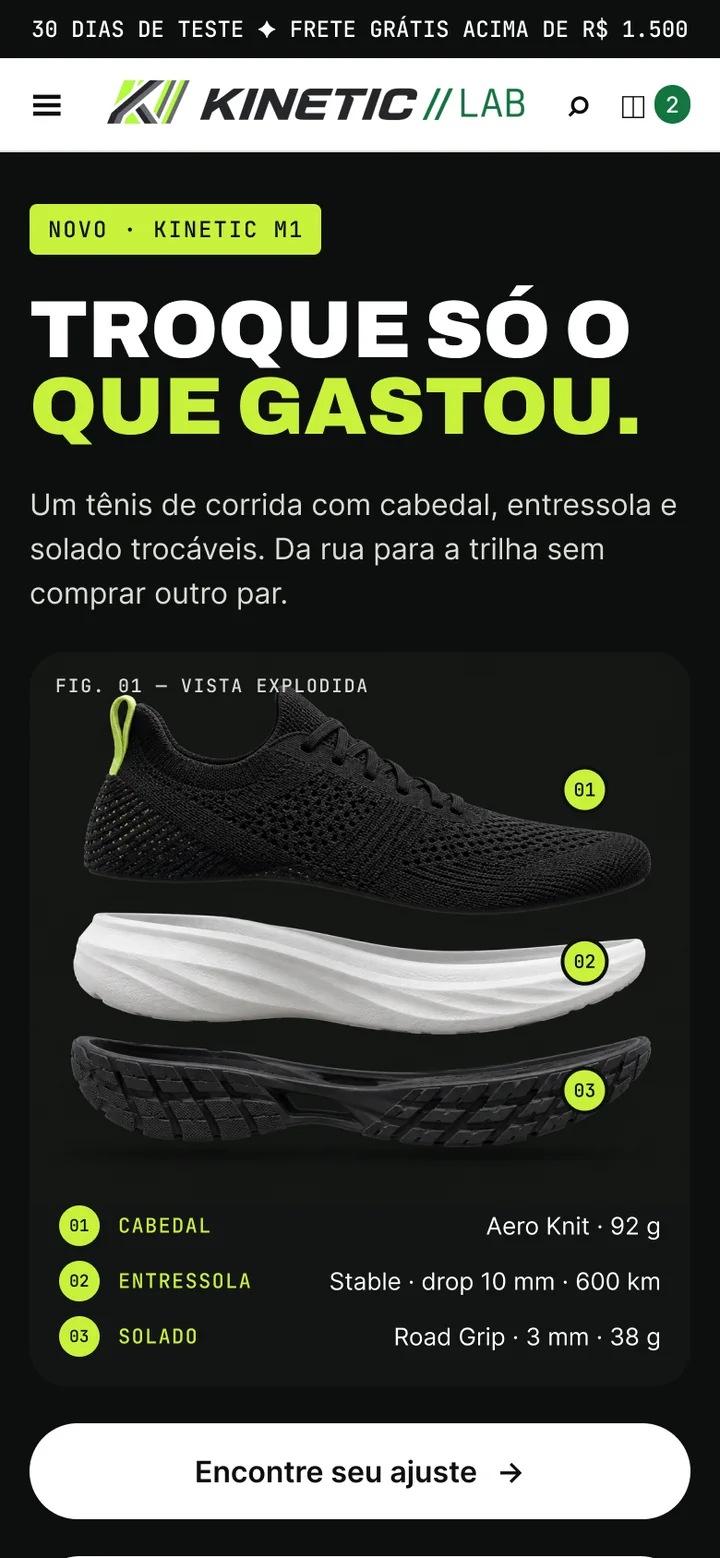 30 DIAS DE TESTE ✦ FRETE GRÁTIS ACIMA DE R$ 1.500
KINETIC //LAB
2
NOVO · KINETIC M1
TROQUE SÓ O
QUE GASTOU.
Um tênis de corrida com cabedal, entressola e
solado trocáveis. Da rua para a trilha sem
comprar outro par.
FIG. 01 — VISTA EXPLODIDA
01
02
03
01 CABEDAL Aero Knit · 92 g
02 ENTRESSOLA Stable · drop 10 mm · 600 km
03 SOLADO Road Grip · 3 mm · 38 g
Encontre seu ajuste →